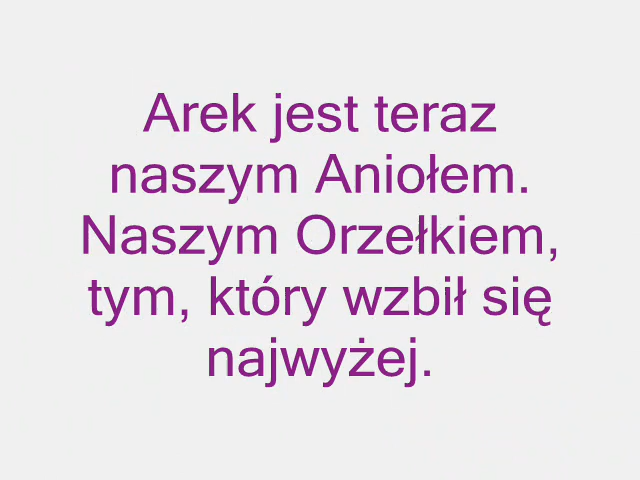 Arek jest teraz
naszym Aniołem.
Naszym Orzełkiem,
tym, który wzbił się
najwyżej.